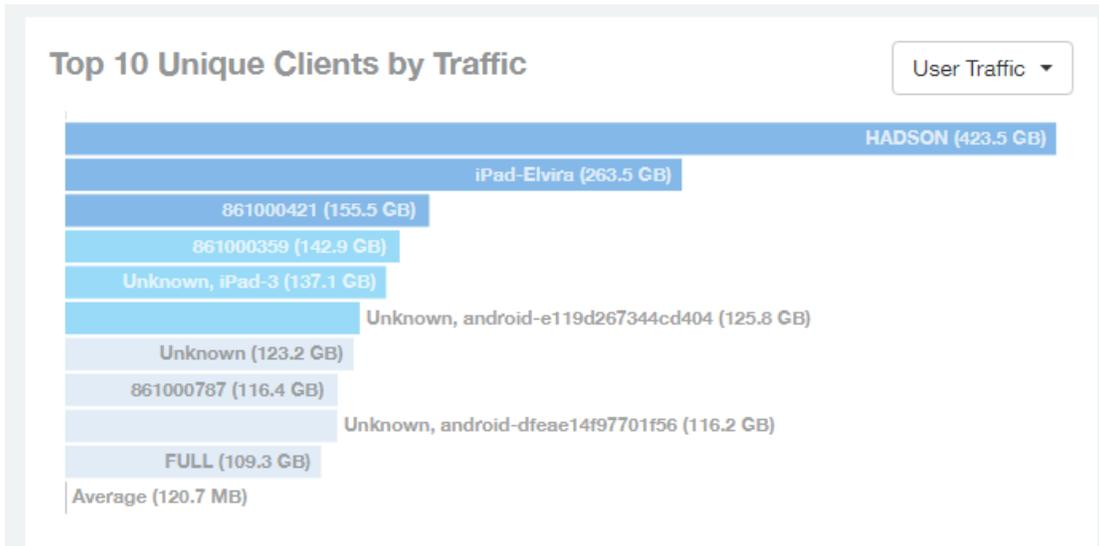 Top 10 Unique Clients by Traffic
User Traffic
HADSON (423.5 GB)
iPad-Elvira (263.5 GB)
861000421 (155.5 GB)
861000359 (142.9 GB)
Unknown, iPad-3 (137.1 GB)
Unknown, android-e119d267344cd404 (125.8 GB)
Unknown (123.2 GB)
861000787 (116.4 GB)
Unknown, android-dfeae14f97701f56 (116.2 GB)
FULL (109.3 GB)
Average (120.7 MB)